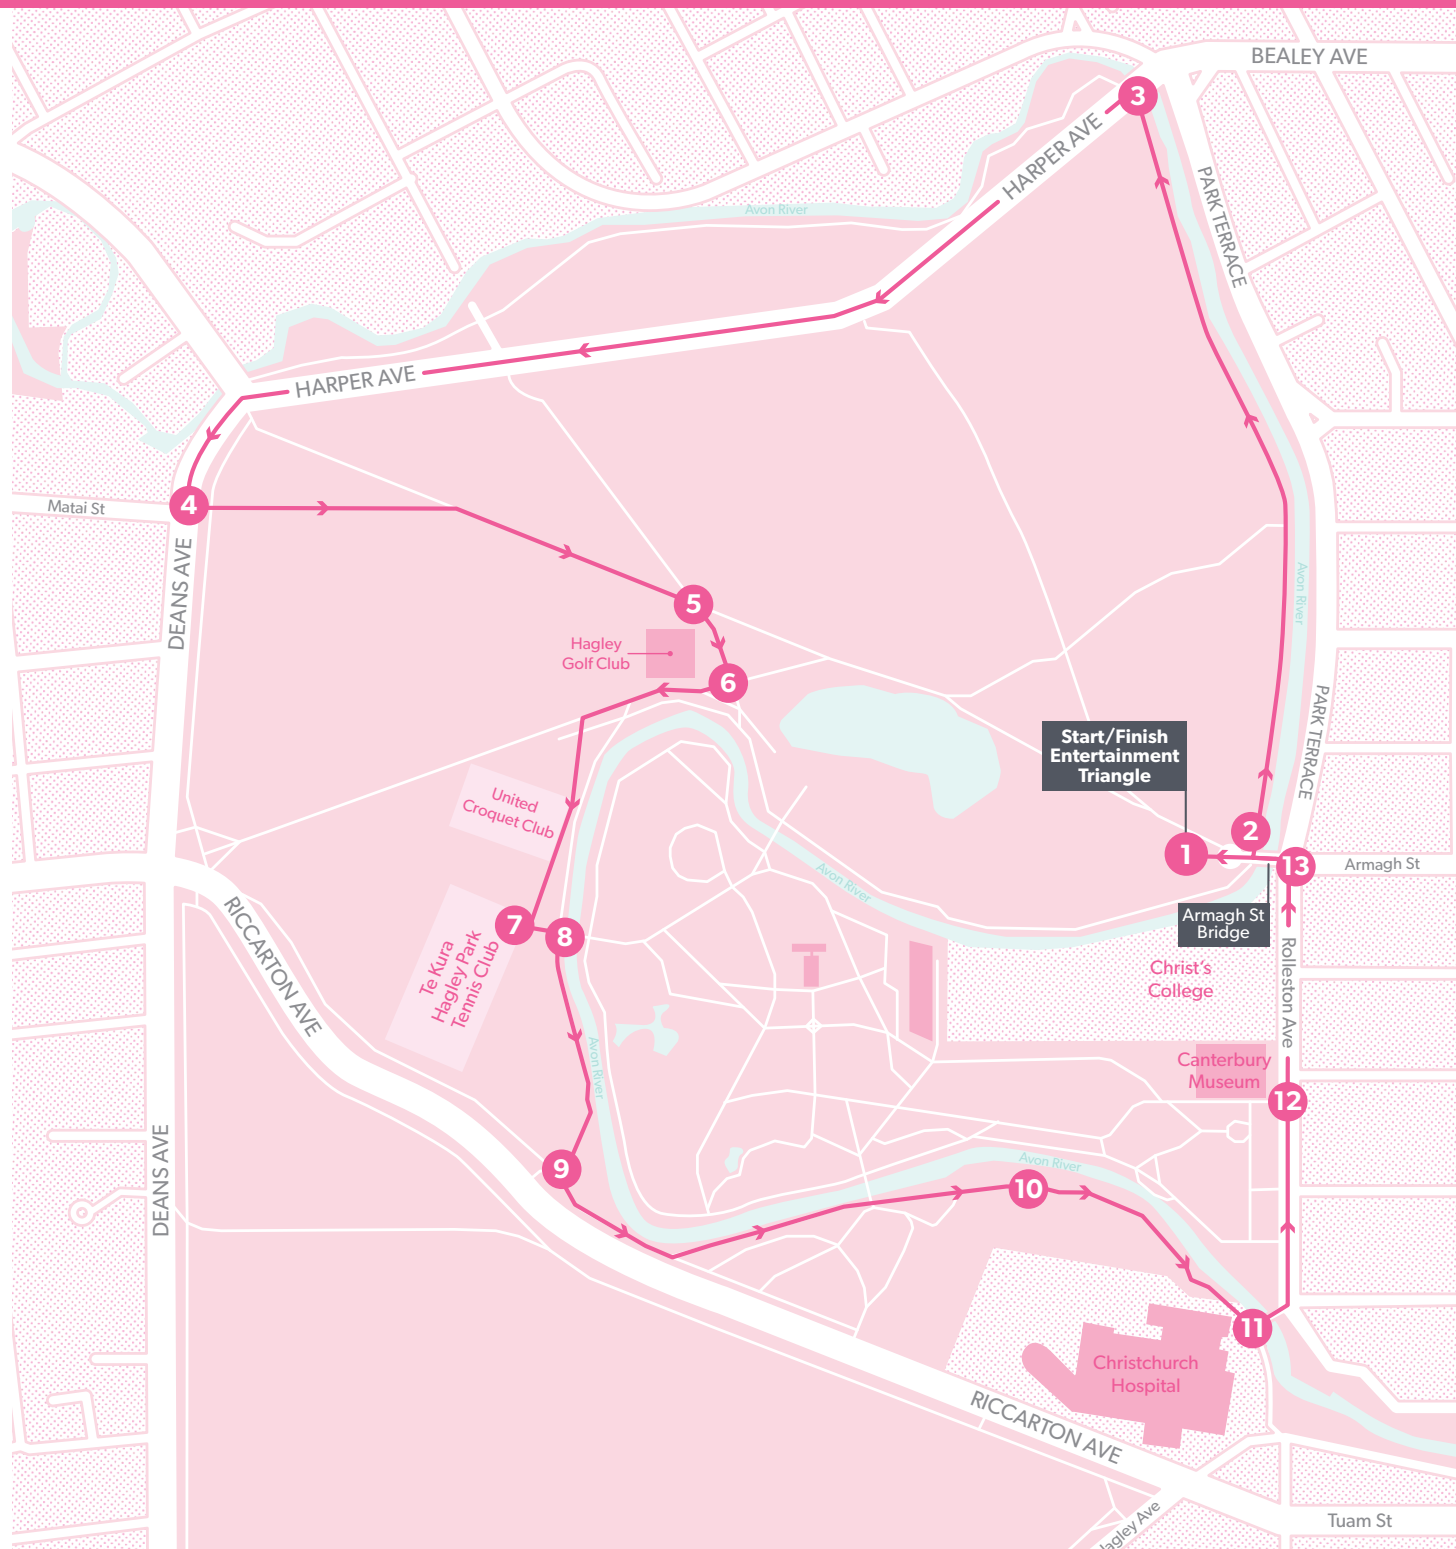 BEALEY AVE
3
HARPER AVE
PARK TERRACE
Avon River
HARPER AVE
4
Matai St
DEANS AVE
5
Hagley
Golf Club
6
Avon River
PARK TERRACE
Start/Finish
Entertainment
Triangle
United
Croquet Club
2
1
13
Armagh St
Avon River
Armagh St
Bridge
7
8
Te Kura
Hagley Park
Tennis Club
RICCARTON AVE
Christ's
College
Rolleston Ave
Avon River
Canterbury
Museum
12
DEANS AVE
9
Avon River
10
11
Christchurch
Hospital
RICCARTON AVE
Tuam St
agley Ave